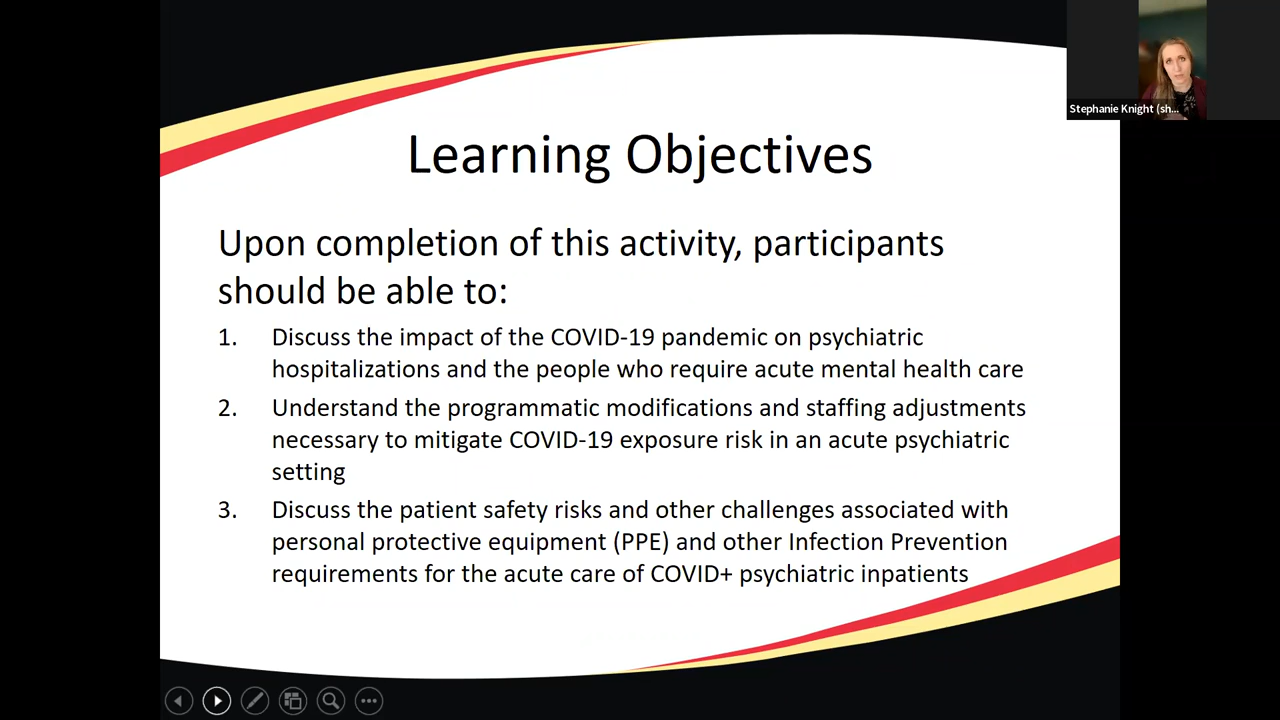 Stephanie Knight (sh...
Learning Objectives
Upon completion of this activity, participants
should be able to:
1. Discuss the impact of the COVID-19 pandemic on psychiatric
hospitalizations and the people who require acute mental health care
2. Understand the programmatic modifications and staffing adjustments
necessary to mitigate COVID-19 exposure risk in an acute psychiatric
setting
3. Discuss the patient safety risks and other challenges associated with
personal protective equipment (PPE) and other Infection Prevention
requirements for the acute care of COVID+ psychiatric inpatients